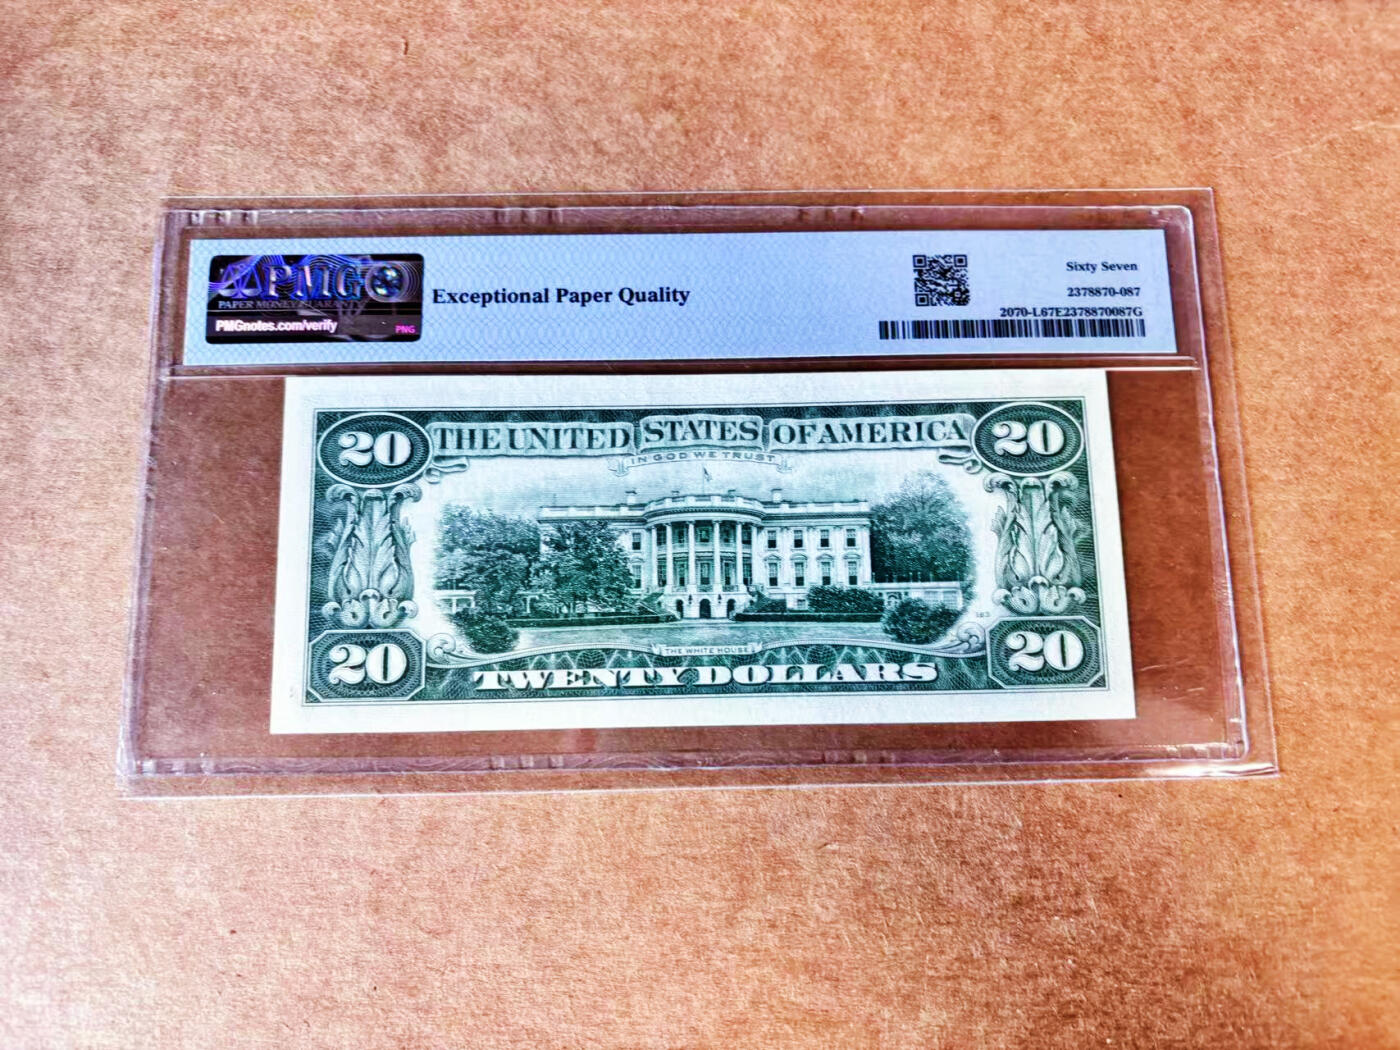 PMG
PAPER MONEY GUARANTY
PMGnotes.com/verify
PNG
Exceptional Paper Quality
Sixty Seven
2378870-087
2070-L67E2378870087G
20
THE UNITED STATES OF AMERICA
20
IN GOD WE TRUST
183
THE WHITE HOUSE
20
TWENTY DOLLARS
20